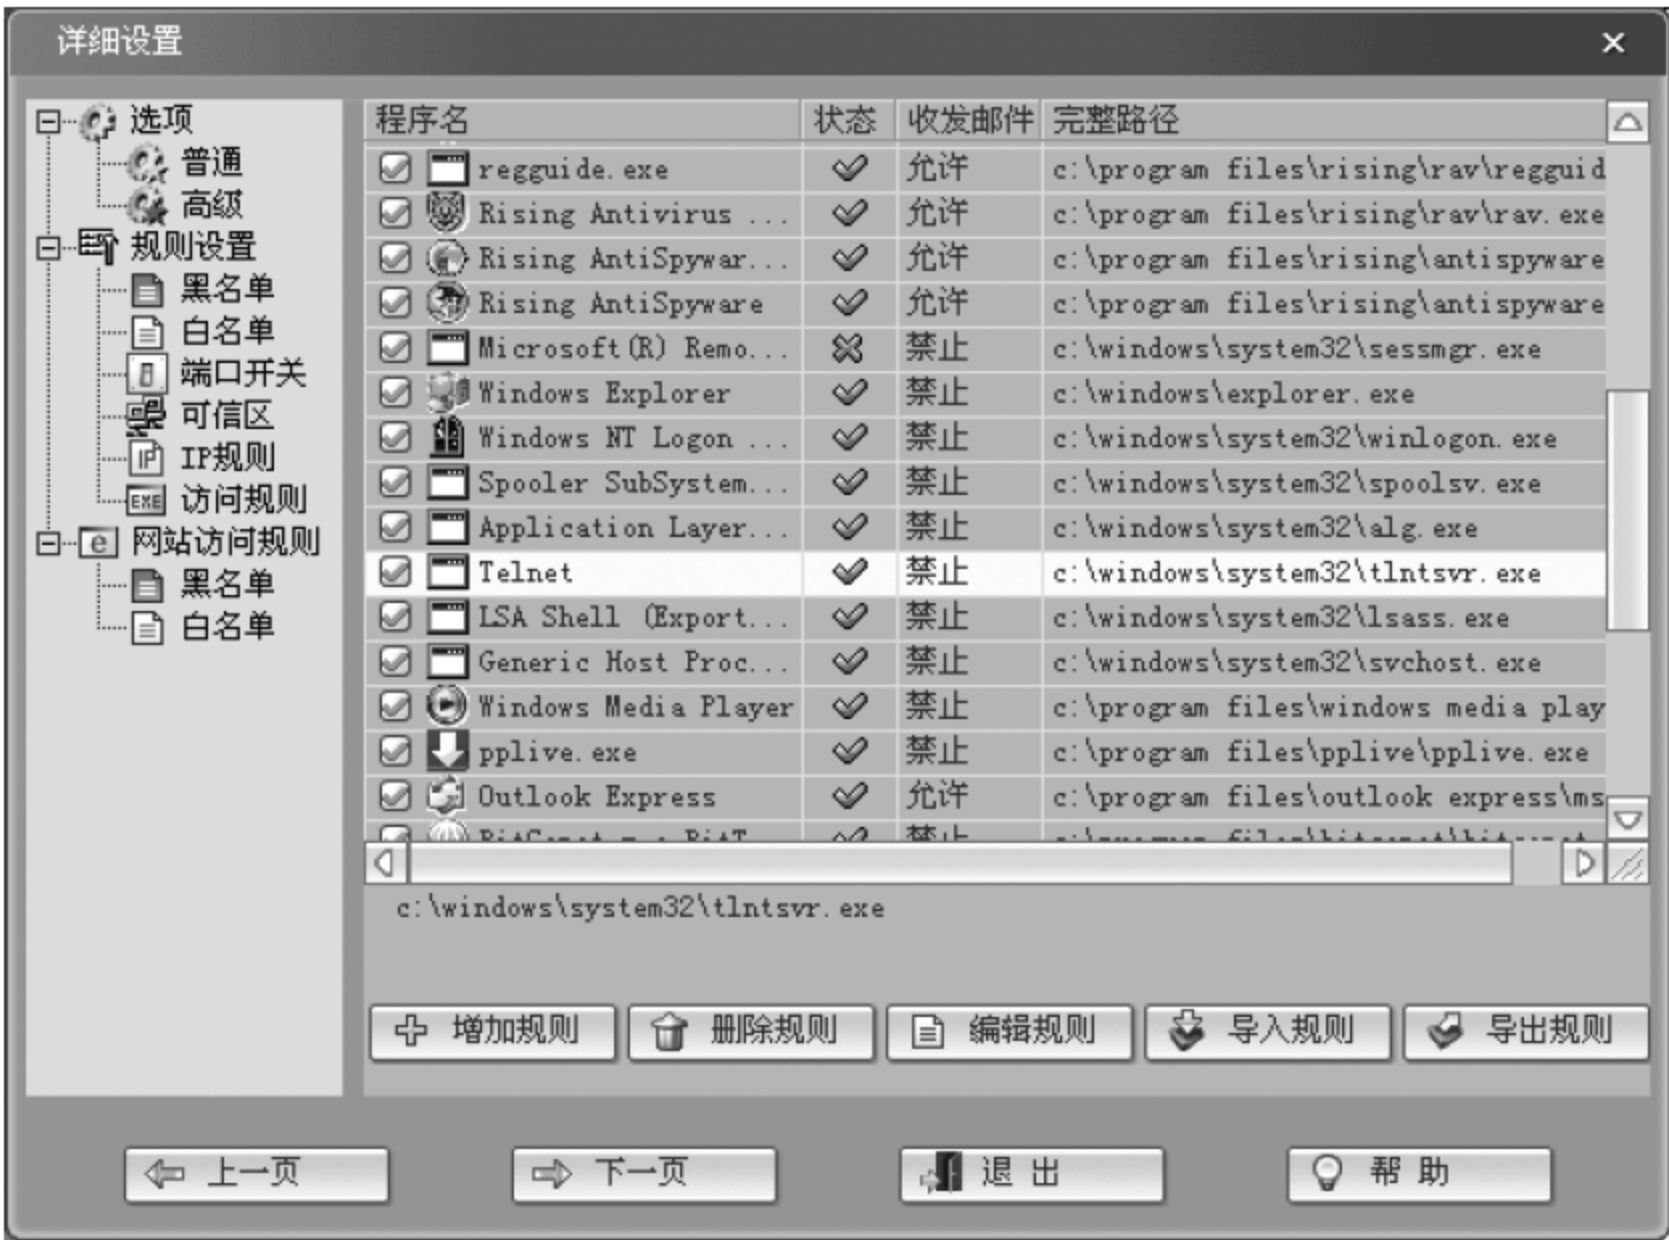 详细设置
选项
普通
高级
规则设置
黑名单
白名单
端口开关
可信区
IP规则
EXE 访问规则
网站访问规则
黑名单
白名单
程序名 状态 收发邮件 完整路径
regguide.exe 允许 c:\program files\rising\rav\regguid
Rising Antivirus ... 允许 c:\program files\rising\rav\rav.exe
Rising AntiSpywar... 允许 c:\program files\rising\antispyware
Rising AntiSpyware 允许 c:\program files\rising\antispyware
Microsoft(R) Remo... 禁止 c:\windows\system32\sessmgr.exe
Windows Explorer 禁止 c:\windows\explorer.exe
Windows NT Logon ... 禁止 c:\windows\system32\winlogon.exe
Spooler SubSystem... 禁止 c:\windows\system32\spoolsv.exe
Application Layer... 禁止 c:\windows\system32\alg.exe
Telnet 禁止 c:\windows\system32\tlntsvr.exe
LSA Shell (Export... 禁止 c:\windows\system32\lsass.exe
Generic Host Proc... 禁止 c:\windows\system32\svchost.exe
Windows Media Player 禁止 c:\program files\windows media play
pplive.exe 禁止 c:\program files\pplive\pplive.exe
Outlook Express 允许 c:\program files\outlook express\ms
禁止
c:\windows\system32\tlntsvr.exe
增加规则 删除规则 编辑规则 导入规则 导出规则
上一页 下一页 退出 帮助